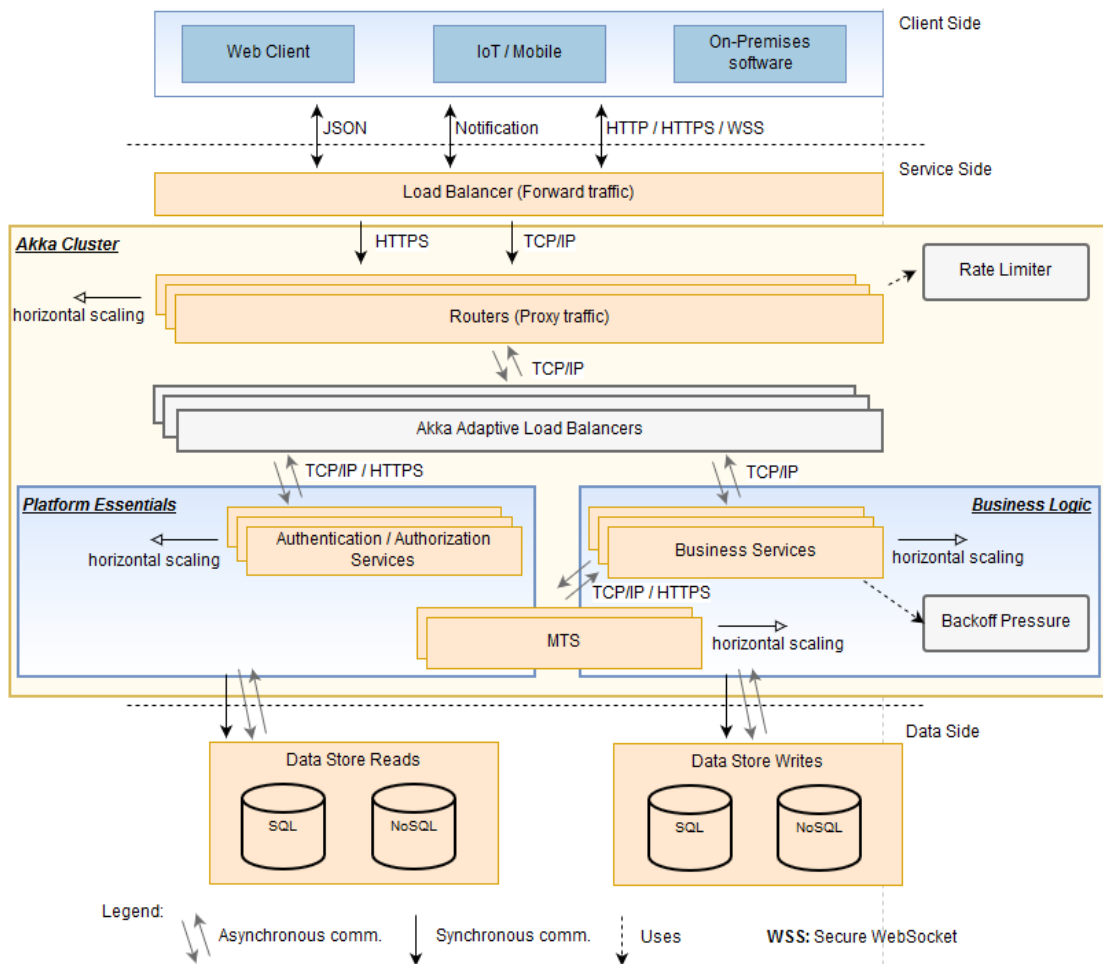 Client Side
Web Client
IoT / Mobile
On-Premises
software
JSON
Notification
HTTP / HTTPS / WSS
Service Side
Load Balancer (Forward traffic)
Akka Cluster
HTTPS
TCP/IP
Rate Limiter
horizontal scaling
Routers (Proxy traffic)
TCP/IP
Akka Adaptive Load Balancers
TCP/IP / HTTPS
TCP/IP
Platform Essentials
Business Logic
Authentication / Authorization
Services
horizontal scaling
Business Services
horizontal scaling
TCP/IP / HTTPS
Backoff Pressure
MTS
horizontal scaling
Data Side
Data Store Reads
SQL
NoSQL
Data Store Writes
SQL
NoSQL
Legend:
Asynchronous comm.
Synchronous comm.
Uses
WSS: Secure WebSocket